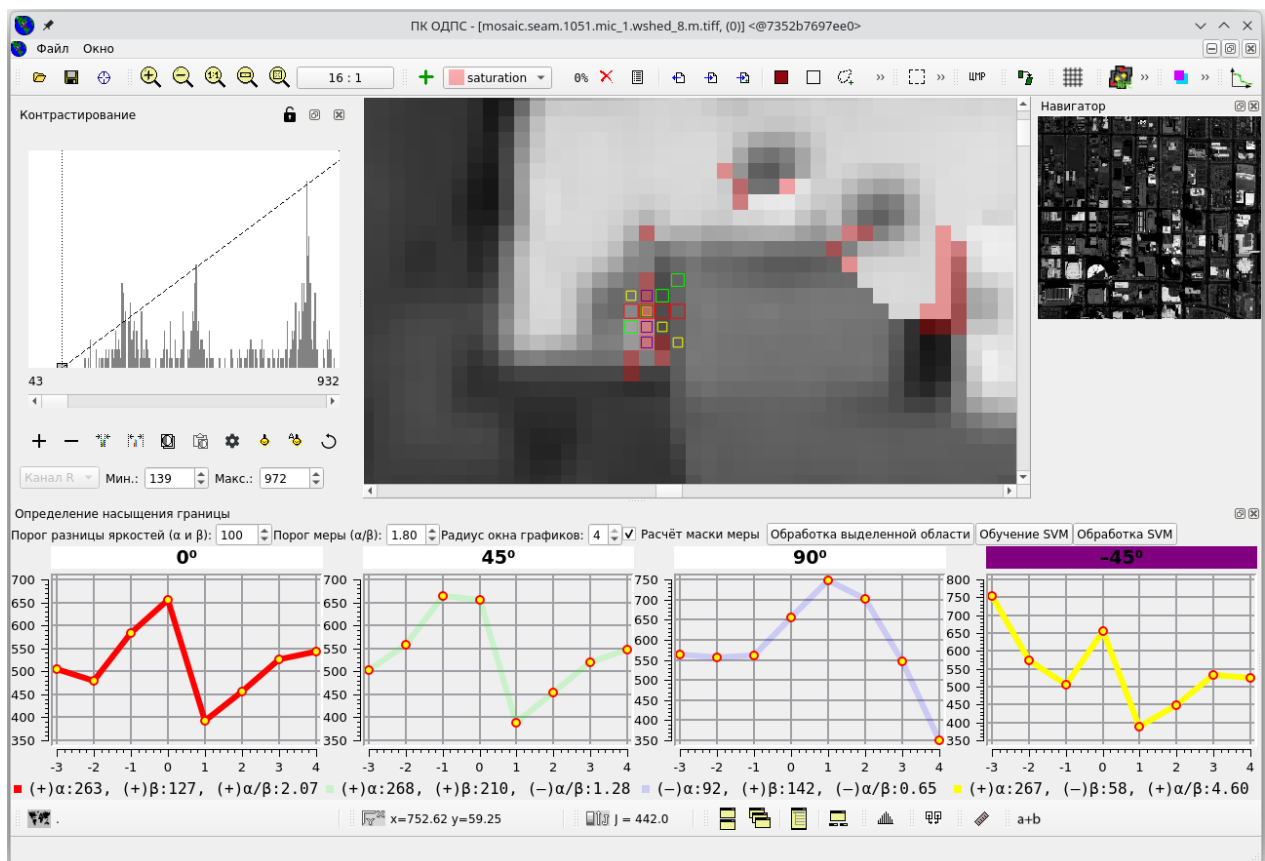 ПК ОДПС - [mosaic.seam.1051.mic_1.wshed_8.m.tiff, (0)] <@7352b7697ee0>
Файл Окно
16 : 1 saturation 0% ЦМР
Контрастирование
Навигатор
43 932
Канал R Мин.: 139 Макс.: 972
Определение насыщения границы
Порог разницы яркостей (α и β): 100 Порог меры (α/β): 1.80 Радиус окна графиков: 4 Расчёт маски меры Обработка выделенной области Обучение SVM Обработка SVM
0º 45º 90º -45º
700 700 750 800
650 650 700 750
600 600 650 700
550 550 600 650
500 500 550 600
450 450 500 550
400 400 450 500
350 350 400 450
350 400
350
-3 -2 -1 0 1 2 3 4 -3 -2 -1 0 1 2 3 4 -3 -2 -1 0 1 2 3 4 -3 -2 -1 0 1 2 3 4
(+)α:263, (+)β:127, (+)α/β:2.07 (+)α:268, (+)β:210, (−)α/β:1.28 (−)α:92, (+)β:142, (−)α/β:0.65 (+)α:267, (−)β:58, (+)α/β:4.60
. x=752.62 y=59.25 J = 442.0 a+b